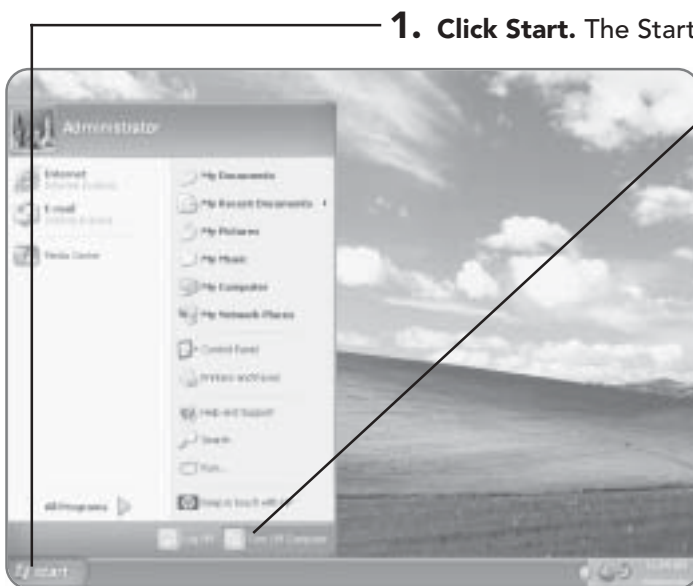 1. Click Start. The Start
Administrator
Internet
E-mail
Media Center
My Documents
My Recent Documents
My Pictures
My Music
My Computer
My Network Places
Control Panel
Printers and Faxes
Help and Support
Search
Run...
All Programs
Log Off Turn Off Computer
start